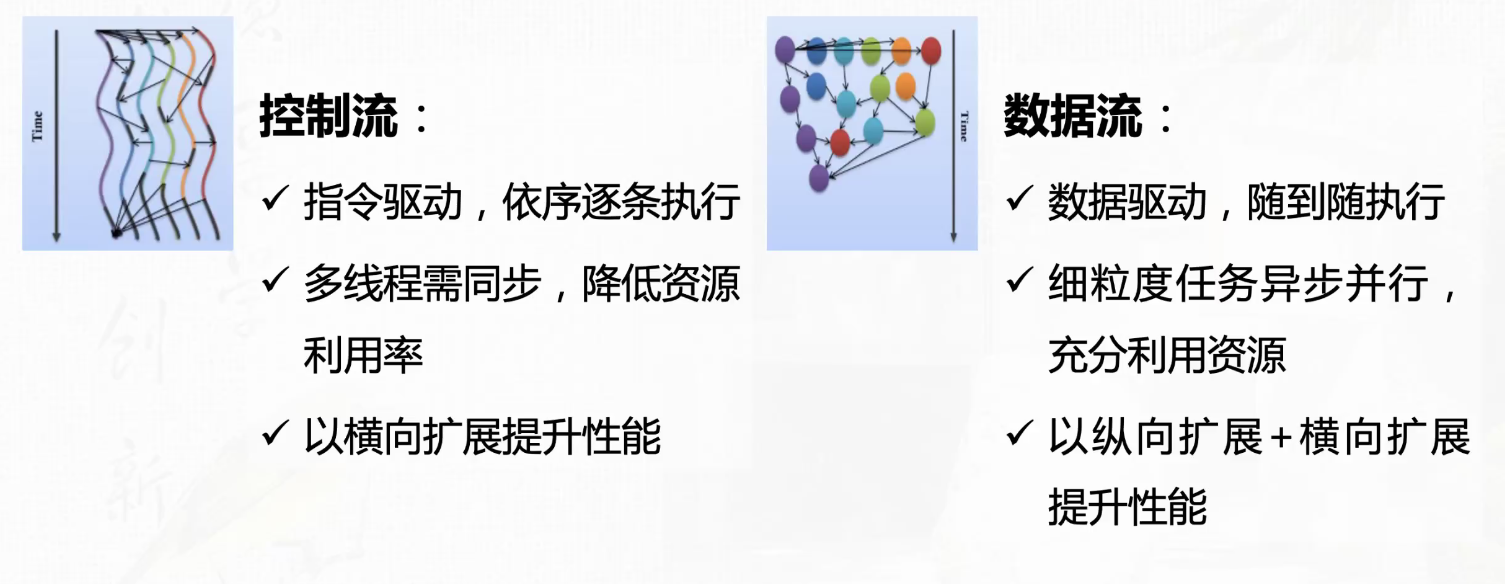 Time
控制流：
✓ 指令驱动，依序逐条执行
✓ 多线程需同步，降低资源
利用率
✓ 以横向扩展提升性能
Time
数据流：
✓ 数据驱动，随到随执行
✓ 细粒度任务异步并行，
充分利用资源
✓ 以纵向扩展+横向扩展
提升性能
创
新